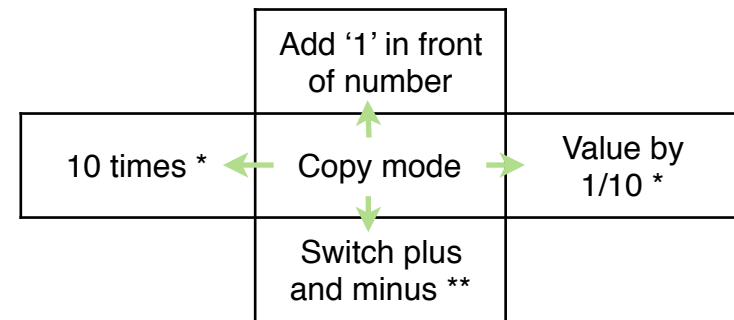 Add ‘1’ in front
of number
10 times *
Copy mode
Value by
1/10 *
Switch plus
and minus **